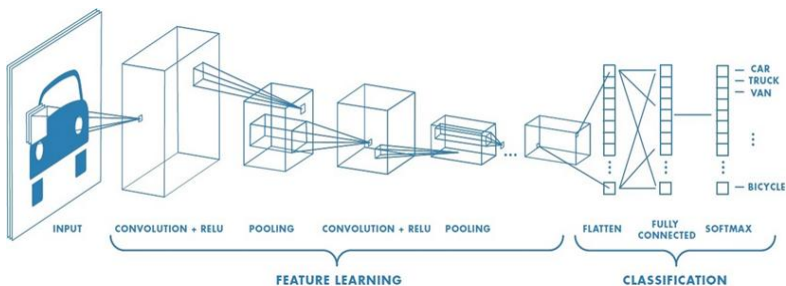 CAR
TRUCK
VAN
BICYCLE
INPUT
CONVOLUTION + RELU
POOLING
CONVOLUTION + RELU
POOLING
FLATTEN
FULLY
CONNECTED
SOFTMAX
FEATURE LEARNING
CLASSIFICATION